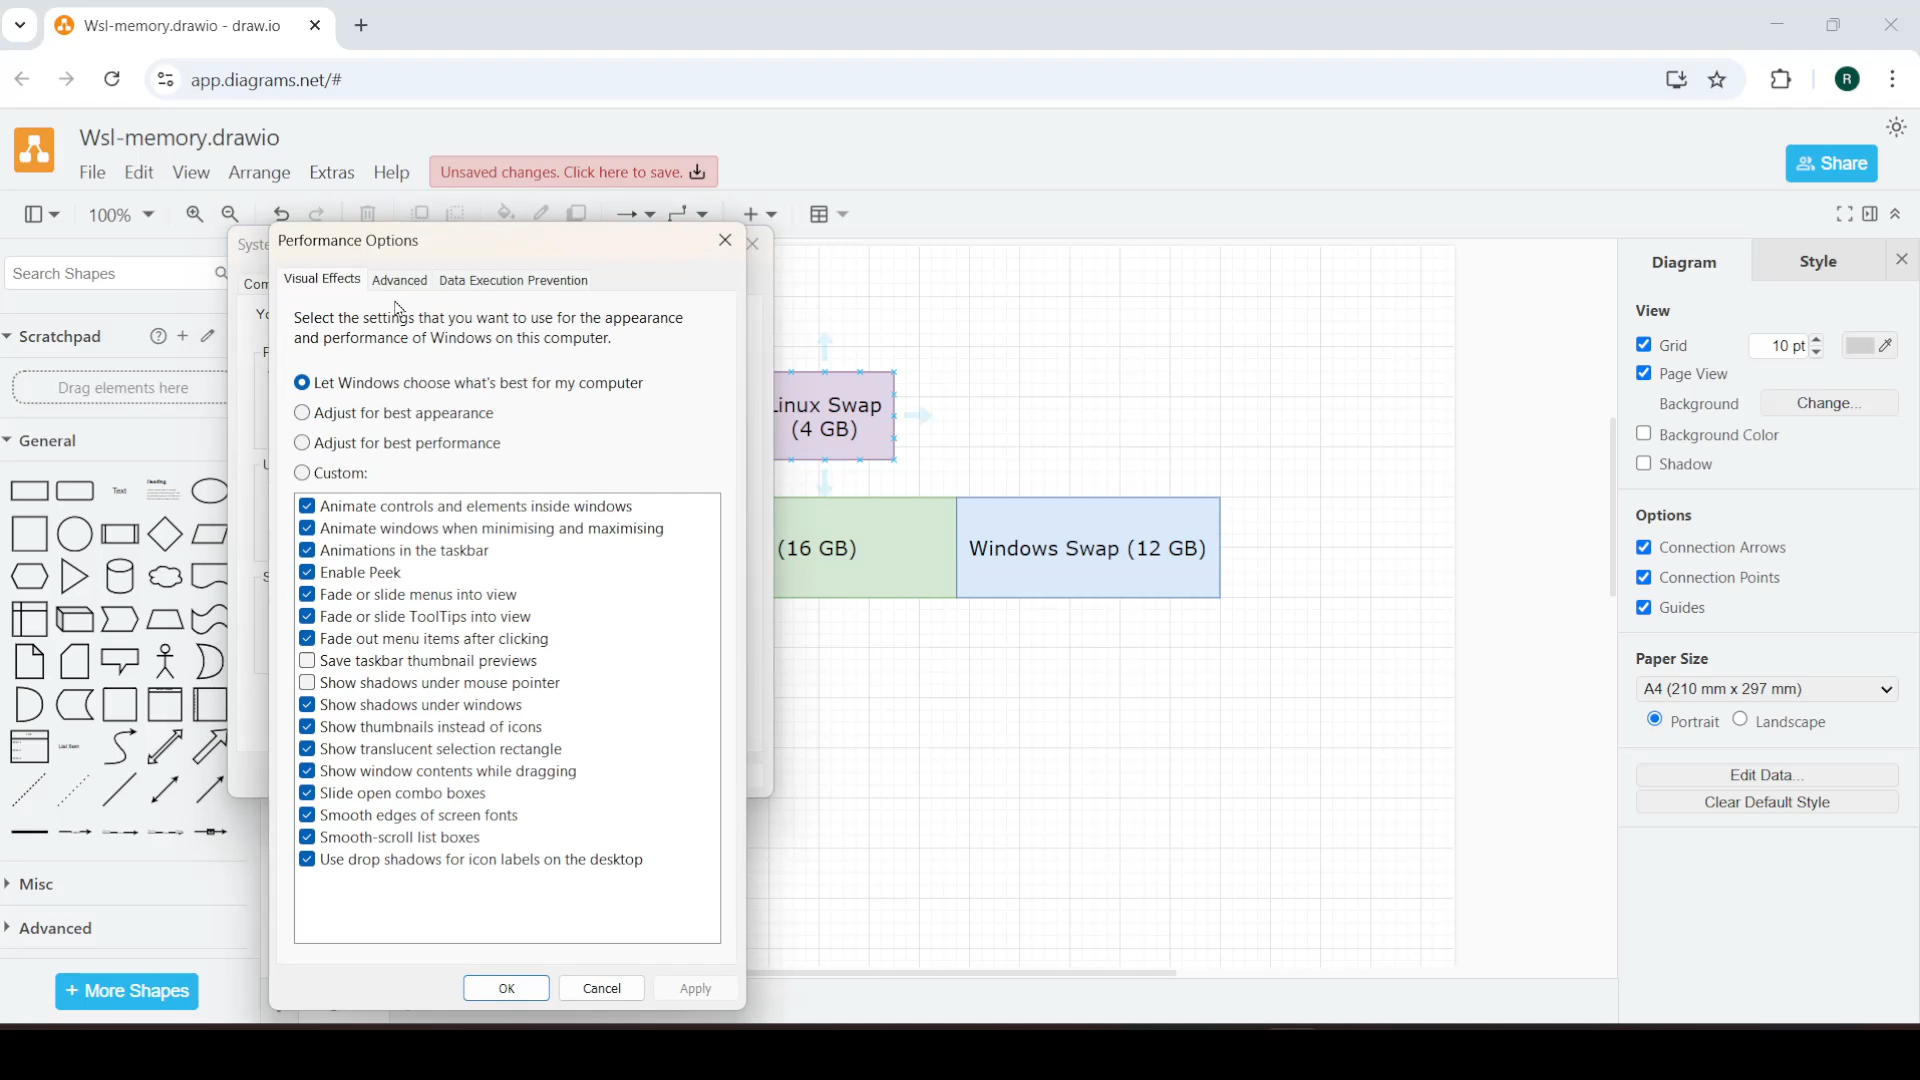 Wsl-memory.drawio - draw.io
app.diagrams.net/#
R
Wsl-memory.drawio
File Edit View Arrange Extras Help Unsaved changes. Click here to save.
Share
100%
Search Shapes
Scratchpad
Drag elements here
General
Text
Heading
List Item
Misc
Advanced
+ More Shapes
Syste
Com
Yo
Performance Options
Visual Effects Advanced Data Execution Prevention
Select the settings that you want to use for the appearance
and performance of Windows on this computer.
Let Windows choose what's best for my computer
Adjust for best appearance
Adjust for best performance
Custom:
Animate controls and elements inside windows
Animate windows when minimising and maximising
Animations in the taskbar
Enable Peek
Fade or slide menus into view
Fade or slide ToolTips into view
Fade out menu items after clicking
Save taskbar thumbnail previews
Show shadows under mouse pointer
Show shadows under windows
Show thumbnails instead of icons
Show translucent selection rectangle
Show window contents while dragging
Slide open combo boxes
Smooth edges of screen fonts
Smooth-scroll list boxes
Use drop shadows for icon labels on the desktop
OK Cancel Apply
Linux Swap
(4 GB)
(16 GB)
Windows Swap (12 GB)
Diagram Style
View
Grid 10 pt
Page View
Background Change...
Background Color
Shadow
Options
Connection Arrows
Connection Points
Guides
Paper Size
A4 (210 mm x 297 mm)
Portrait Landscape
Edit Data...
Clear Default Style